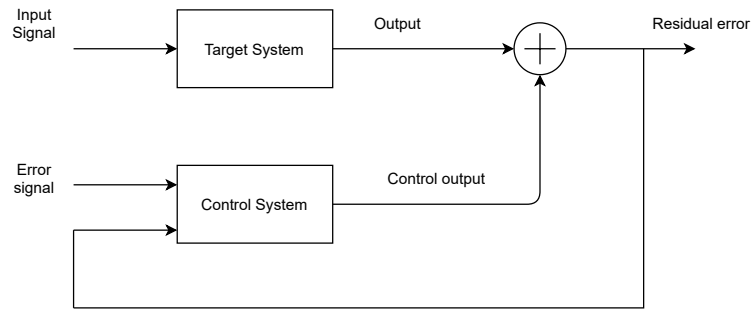 Input
Signal
Output
Residual error
Target System
Error
signal
Control output
Control System